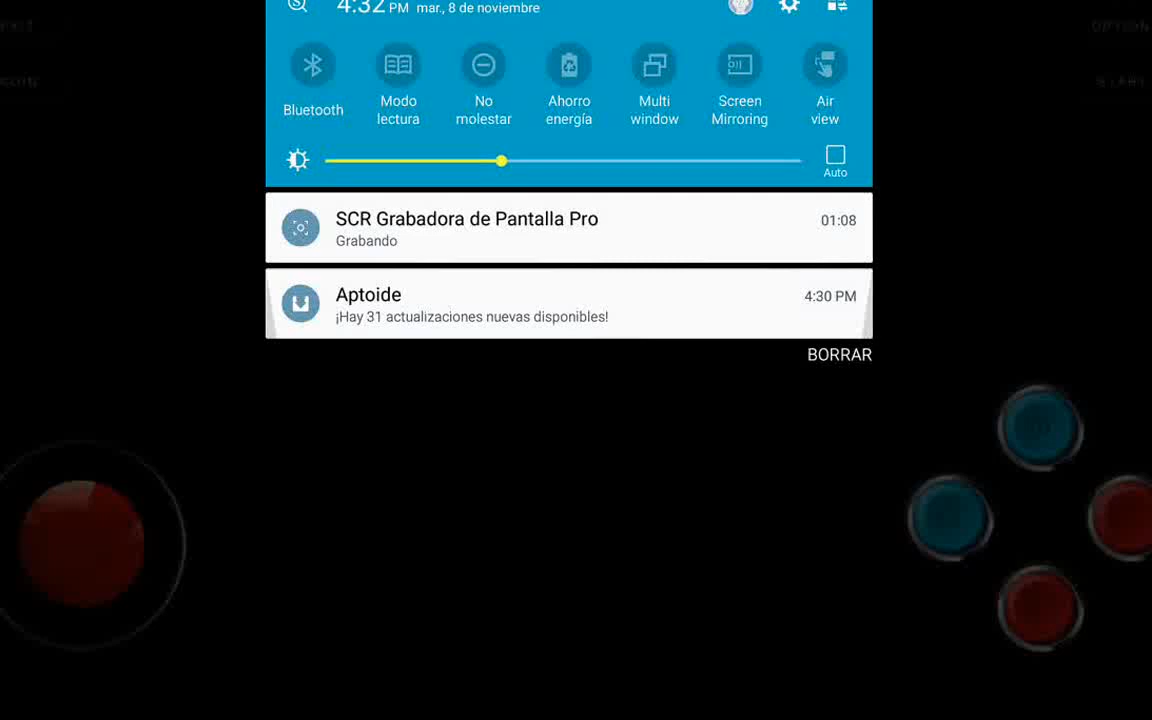 4:32 PM mar., 8 de noviembre
Bluetooth
Modo
lectura
No
molestar
Ahorro
energía
Multi
window
Screen
Mirroring
Air
view
Auto
SCR Grabadora de Pantalla Pro
01:08
Grabando
Aptoide
4:30 PM
¡Hay 31 actualizaciones nuevas disponibles!
BORRAR
OPTION
START